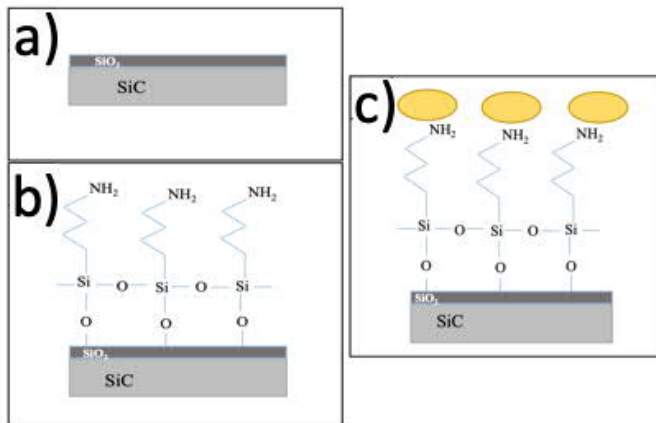 a)
SiO₂
SiC
b)
NH₂ NH₂ NH₂
Si O Si O Si
O O O
SiO₂
SiC
c)
NH₂ NH₂ NH₂
Si O Si O Si
O O O
SiO₂
SiC